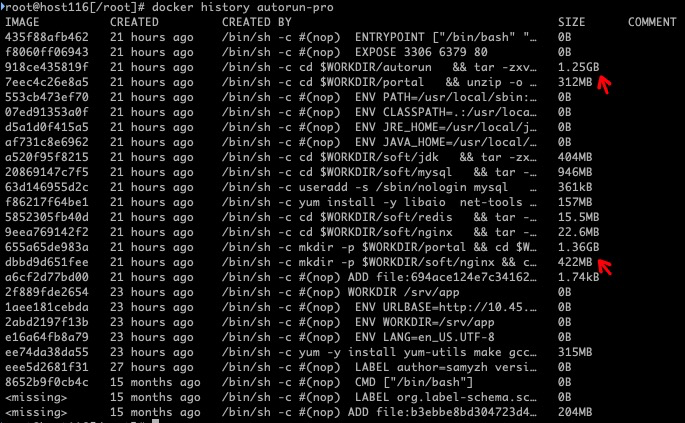 root@host116[/root]# docker history autorun-pro
IMAGE CREATED CREATED BY SIZE COMMENT
435f88afb462 21 hours ago /bin/sh -c #(nop) ENTRYPOINT ["/bin/bash" "… 0B
f8060ff06943 21 hours ago /bin/sh -c #(nop) EXPOSE 3306 6379 80 0B
918ce435819f 21 hours ago /bin/sh -c cd $WORKDIR/autorun && tar -zxv… 1.25GB
7eec4c26e8a5 21 hours ago /bin/sh -c cd $WORKDIR/portal && unzip -o … 312MB
553cb473ef70 21 hours ago /bin/sh -c #(nop) ENV PATH=/usr/local/sbin:… 0B
07ed91353a0f 21 hours ago /bin/sh -c #(nop) ENV CLASSPATH=.:/usr/loca… 0B
d5a1d0f415a5 21 hours ago /bin/sh -c #(nop) ENV JRE_HOME=/usr/local/j… 0B
af731c8e6962 21 hours ago /bin/sh -c #(nop) ENV JAVA_HOME=/usr/local/… 0B
a520f95f8215 21 hours ago /bin/sh -c cd $WORKDIR/soft/jdk && tar -zx… 404MB
20869147c7f5 21 hours ago /bin/sh -c cd $WORKDIR/soft/mysql && tar -… 946MB
63d146955d2c 21 hours ago /bin/sh -c useradd -s /sbin/nologin mysql … 361kB
f86217f64be1 21 hours ago /bin/sh -c yum install -y libaio net-tools … 157MB
5852305fb40d 21 hours ago /bin/sh -c cd $WORKDIR/soft/redis && tar -… 15.5MB
9eea769142f2 21 hours ago /bin/sh -c cd $WORKDIR/soft/nginx && tar -… 22.6MB
655a65de983a 21 hours ago /bin/sh -c mkdir -p $WORKDIR/portal && cd $W… 1.36GB
dbbd9d651fee 21 hours ago /bin/sh -c mkdir -p $WORKDIR/soft/nginx && c… 422MB
a6cf2d77bd00 21 hours ago /bin/sh -c #(nop) ADD file:694ace124e7c34162… 1.74kB
2f889fde2654 23 hours ago /bin/sh -c #(nop) WORKDIR /srv/app 0B
1aee181cebda 23 hours ago /bin/sh -c #(nop) ENV URLBASE=http://10.45.… 0B
2abd2197f13b 23 hours ago /bin/sh -c #(nop) ENV WORKDIR=/srv/app 0B
e16a64fb8a79 23 hours ago /bin/sh -c #(nop) ENV LANG=en_US.UTF-8 0B
ee74da38da55 23 hours ago /bin/sh -c yum -y install yum-utils make gcc… 315MB
eee5d2681f31 27 hours ago /bin/sh -c #(nop) LABEL author=samyzh versi… 0B
8652b9f0cb4c 15 months ago /bin/sh -c #(nop) CMD ["/bin/bash"] 0B
<missing> 15 months ago /bin/sh -c #(nop) LABEL org.label-schema.sc… 0B
<missing> 15 months ago /bin/sh -c #(nop) ADD file:b3ebbe8bd304723d4… 204MB